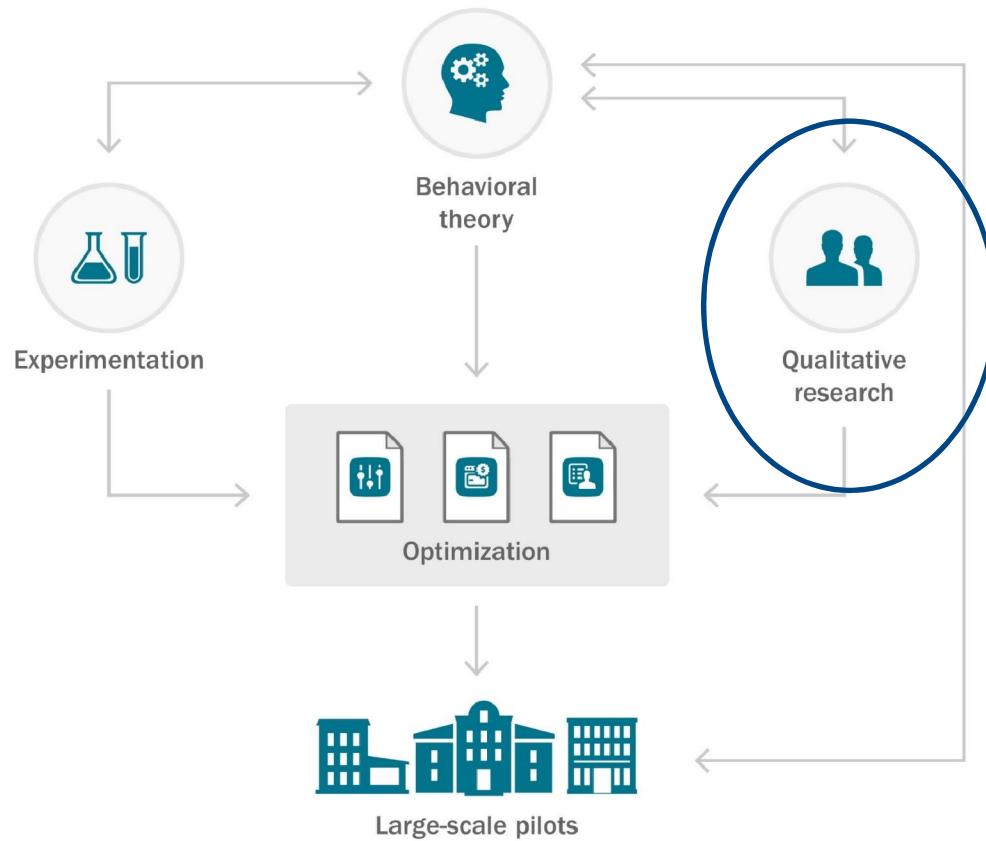 Behavioral
theory
Experimentation
Qualitative
research
Optimization
Large-scale pilots